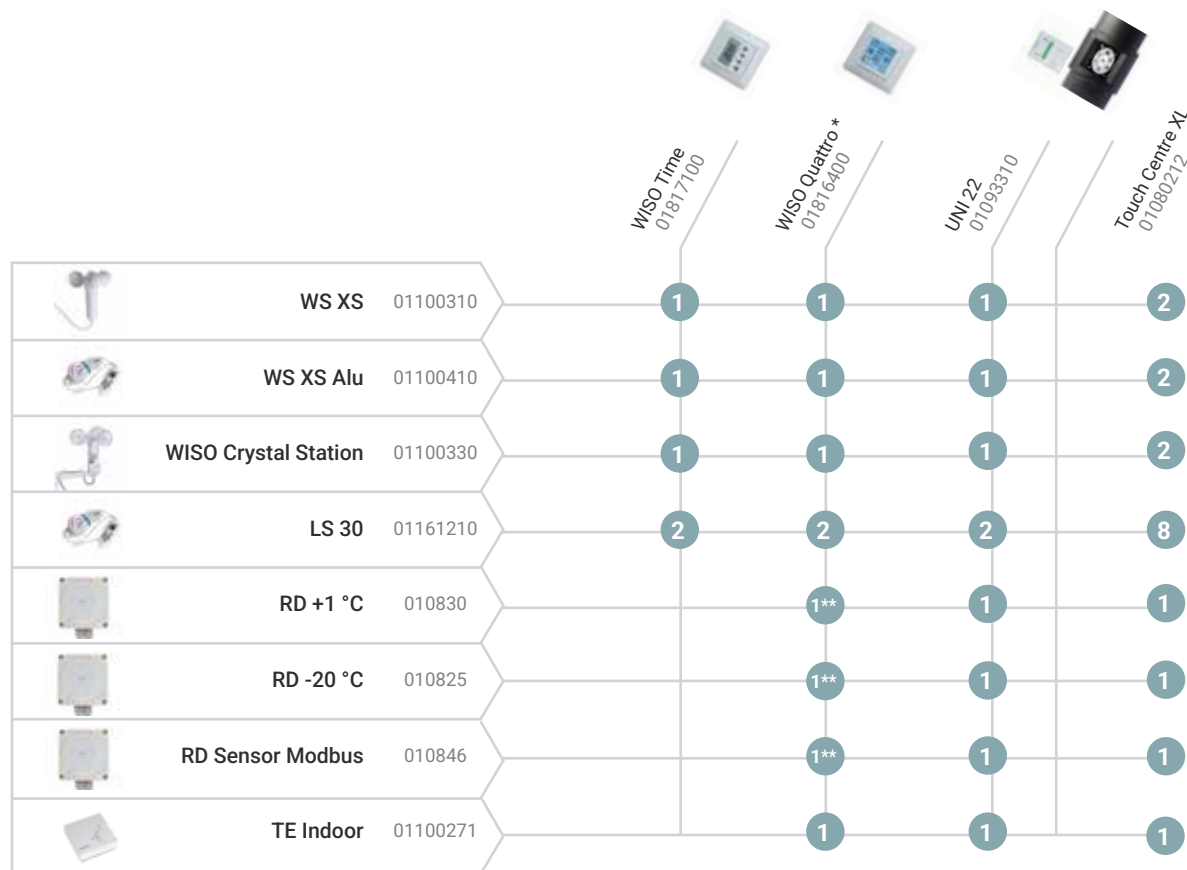 WISO Time
01817100
WISO Quattro *
01816400
UNI 22
01093310
Touch Centre XL
01080212
WS XS 01100310 1 1 1 2
WS XS Alu 01100410 1 1 1 2
WISO Crystal Station 01100330 1 1 1 2
LS 30 01161210 2 2 2 8
RD +1 °C 010830 1** 1 1
RD -20 °C 010825 1** 1 1
RD Sensor Modbus 010846 1** 1 1
TE Indoor 01100271 1 1 1